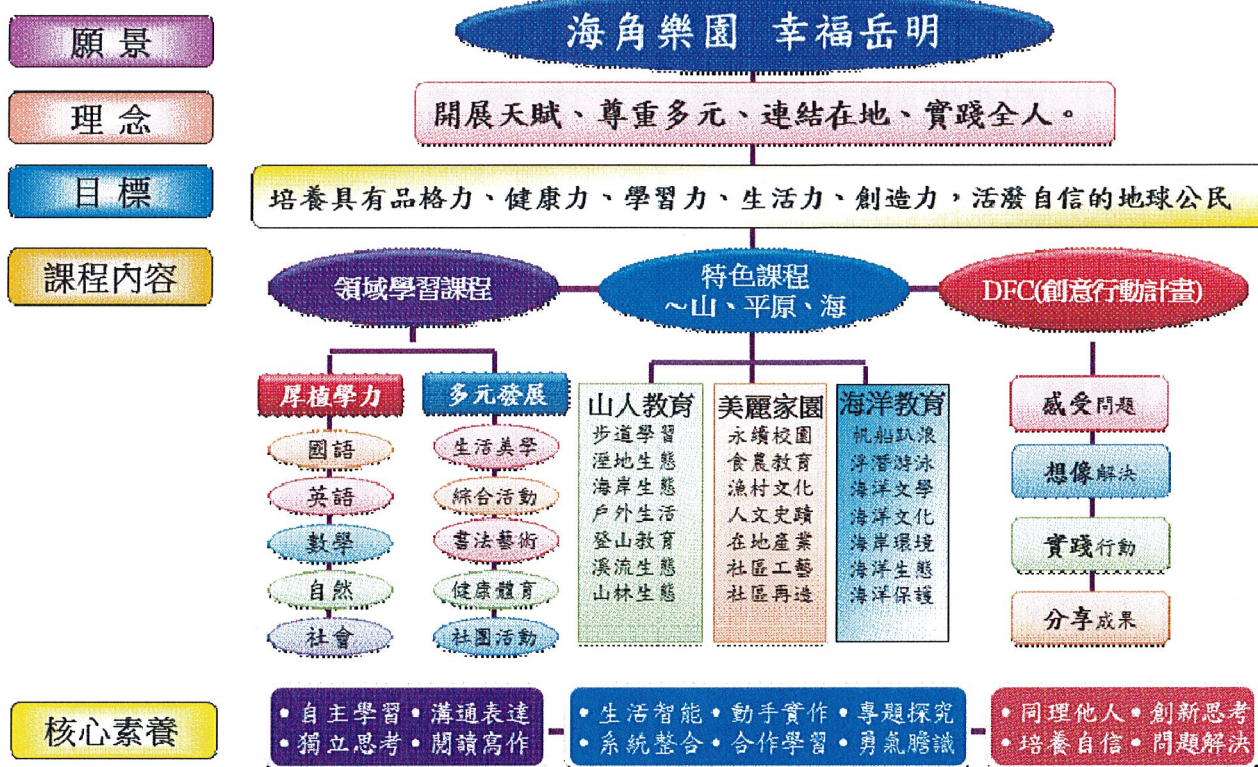 願景
海角樂園 幸福岳明
理念
開展天賦、尊重多元、連結在地、實踐全人。
目標
培養具有品格力、健康力、學習力、生活力、創造力，活潑自信的地球公民
課程內容
領域學習課程
特色課程
～山、平原、海
DFC(創意行動計畫)
厚植學力
國語
英語
數學
自然
社會
多元發展
生活美學
綜合活動
書法藝術
健康體育
社團活動
山人教育
步道學習
溼地生態
海岸生態
戶外生活
登山教育
溪流生態
山林生態
美麗家園
永續校園
食農教育
漁村文化
人文史蹟
在地產業
社區工藝
社區再造
海洋教育
帆船趴浪
浮潛游泳
海洋文學
海洋文化
海岸環境
海洋生態
海洋保護
感受問題
想像解決
實踐行動
分享成果
核心素養
• 自主學習 • 溝通表達
• 獨立思考 • 閱讀寫作
• 生活智能 • 動手實作 • 專題探究
• 系統整合 • 合作學習 • 勇氣膽識
• 同理他人 • 創新思考
• 培養自信 • 問題解決